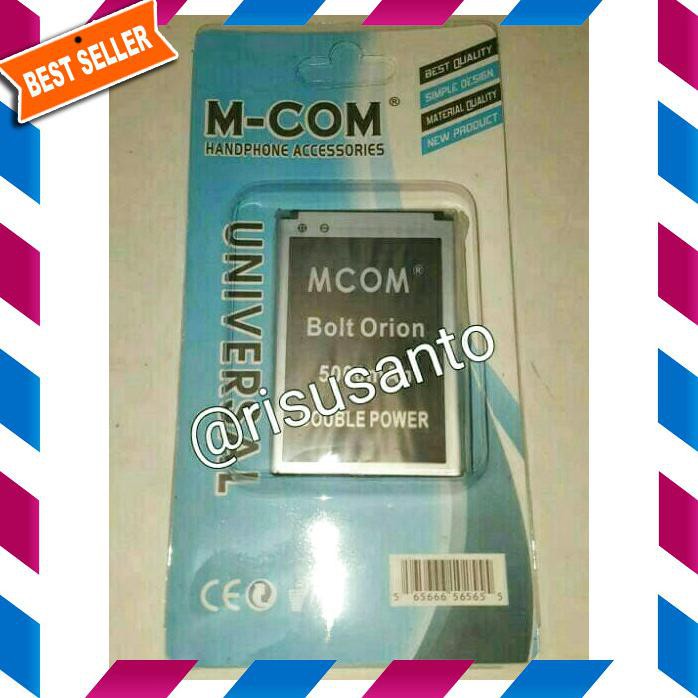 BEST SELLER
BEST QUALITY
SIMPLE DESIGN
MATERIAL QUALITY
NEW PRODUCT
M-COM®
HANDPHONE ACCESSORIES
UNIVERSAL
MCOM®
Bolt Orion
DOUBLE POWER
@risusanto
CE
5 65666 56565 5